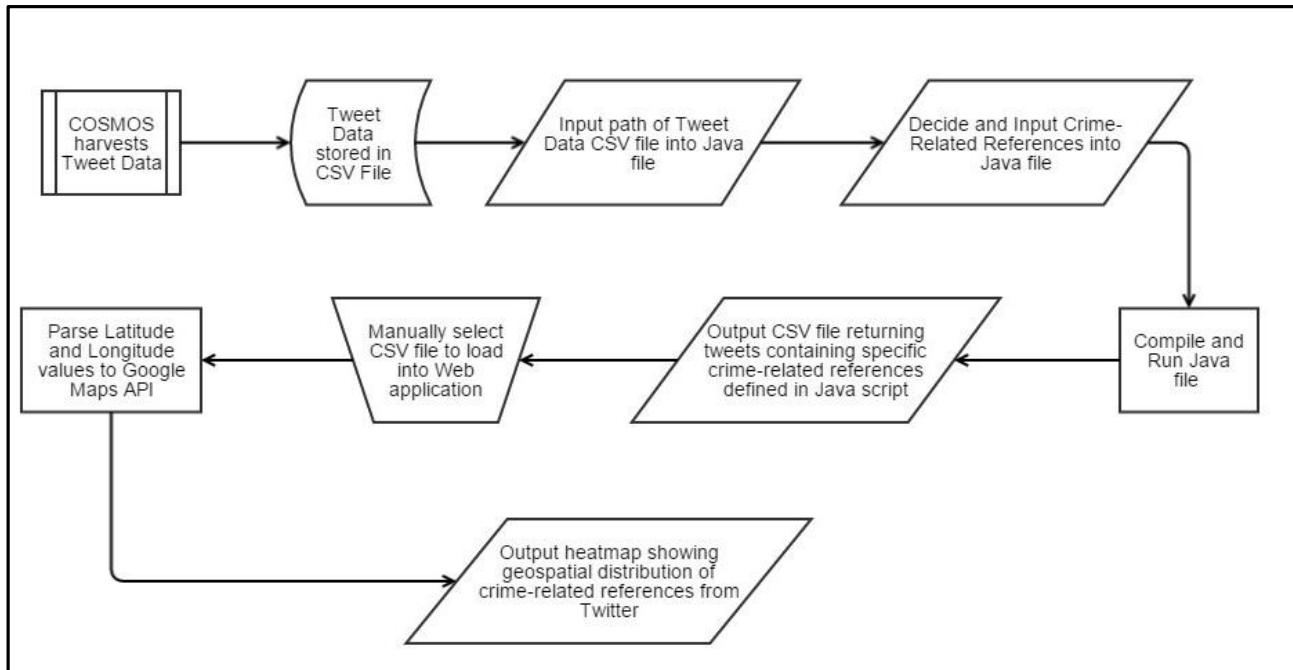 COSMOS
harvests
Tweet Data
Tweet
Data
stored in
CSV File
Input path of Tweet
Data CSV file into Java
file
Decide and Input Crime-
Related References into
Java file
Compile and
Run Java
file
Output CSV file returning
tweets containing specific
crime-related references
defined in Java script
Manually select
CSV file to load
into Web
application
Parse Latitude
and Longitude
values to Google
Maps API
Output heatmap showing
geospatial distribution of
crime-related references from
Twitter